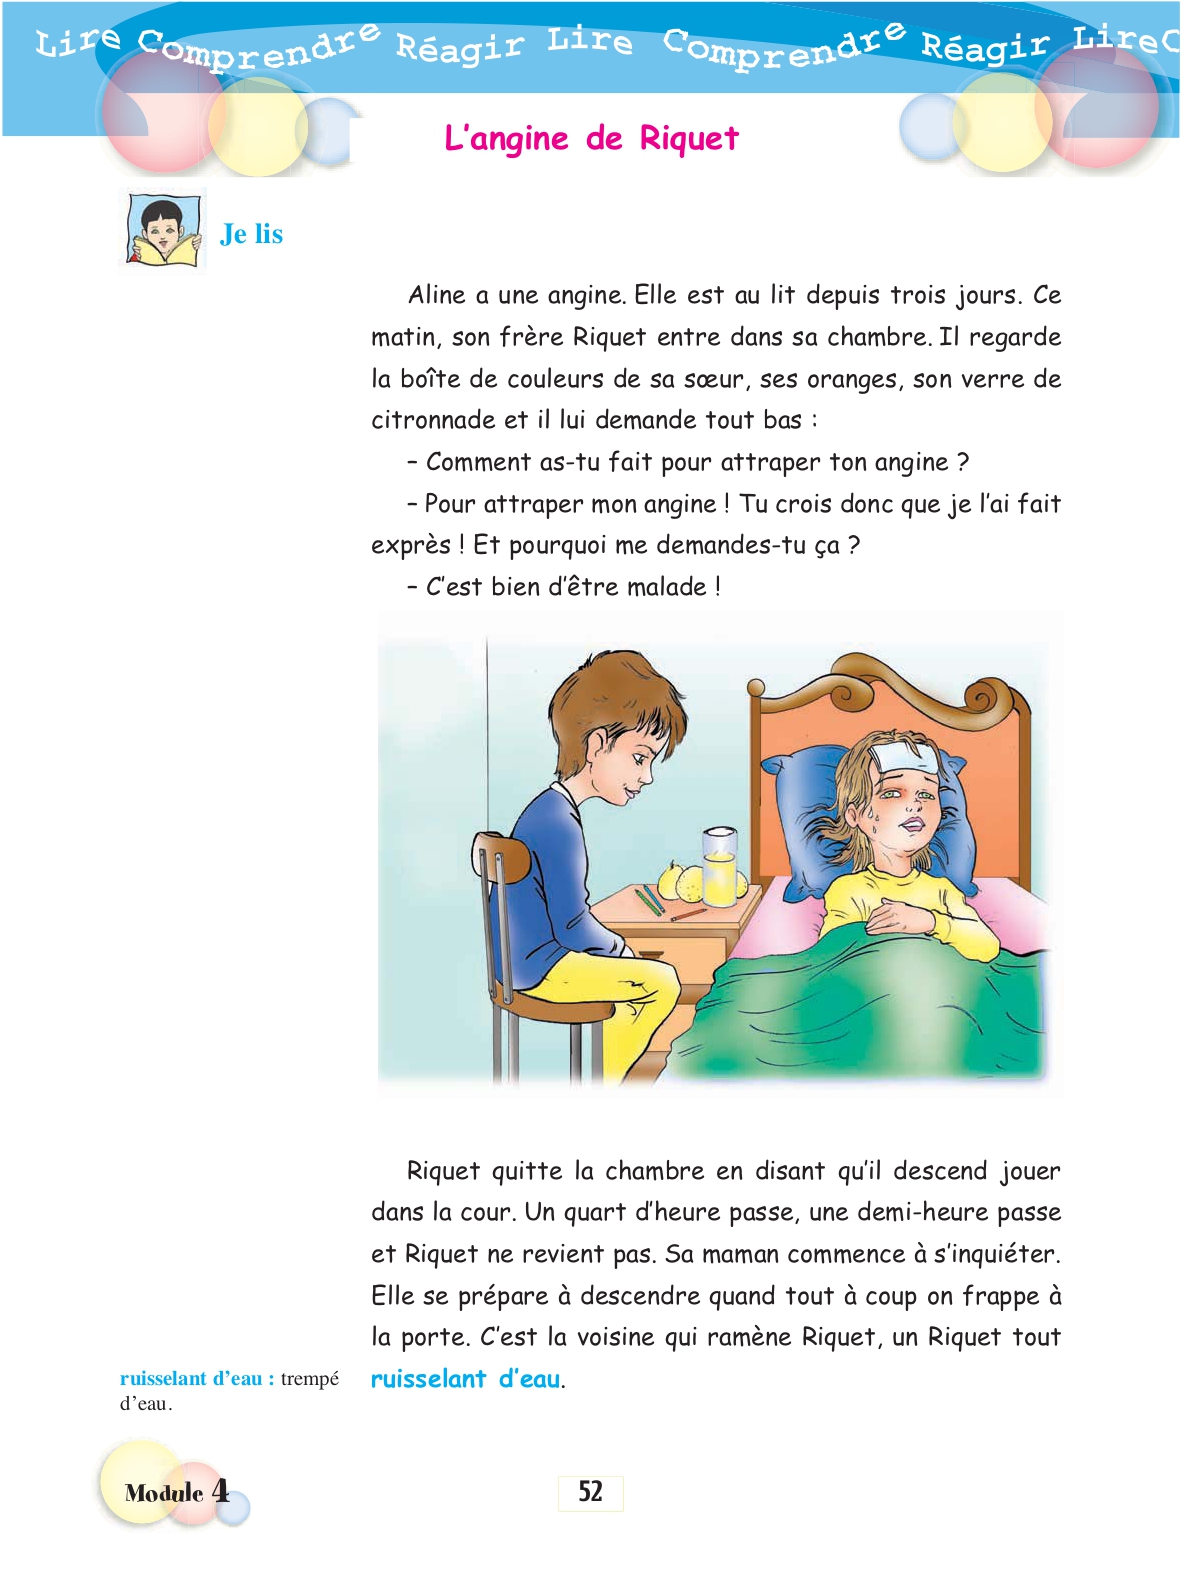 Lire Comprendre Réagir Lire Comprendre Réagir LireC
L'angine de Riquet
Je lis
Aline a une angine. Elle est au lit depuis trois jours. Ce
matin, son frère Riquet entre dans sa chambre. Il regarde
la boîte de couleurs de sa sœur, ses oranges, son verre de
citronnade et il lui demande tout bas :
– Comment as-tu fait pour attraper ton angine ?
– Pour attraper mon angine ! Tu crois donc que je l'ai fait
exprès ! Et pourquoi me demandes-tu ça ?
– C'est bien d'être malade !
Riquet quitte la chambre en disant qu'il descend jouer
dans la cour. Un quart d'heure passe, une demi-heure passe
et Riquet ne revient pas. Sa maman commence à s'inquiéter.
Elle se prépare à descendre quand tout à coup on frappe à
la porte. C'est la voisine qui ramène Riquet, un Riquet tout
ruisselant d'eau.
ruisselant d'eau : trempé
d'eau.
Module 4
52